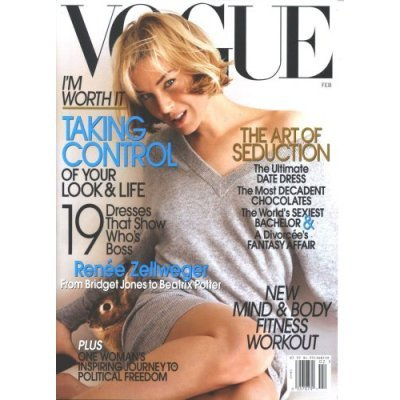 VOGUE
FEB
I'M
WORTH IT
TAKING
CONTROL
OF YOUR
LOOK & LIFE
19 Dresses
That Show
Who's
Boss
Renée Zellweger
From Bridget Jones to Beatrix Potter
PLUS
ONE WOMAN'S
INSPIRING JOURNEY TO
POLITICAL FREEDOM
THE ART OF
SEDUCTION
The Ultimate
DATE DRESS
The Most DECADENT
CHOCOLATES
The World's SEXIEST
BACHELOR &
A Divorcée's
FANTASY AFFAIR
NEW
MIND & BODY
FITNESS
WORKOUT